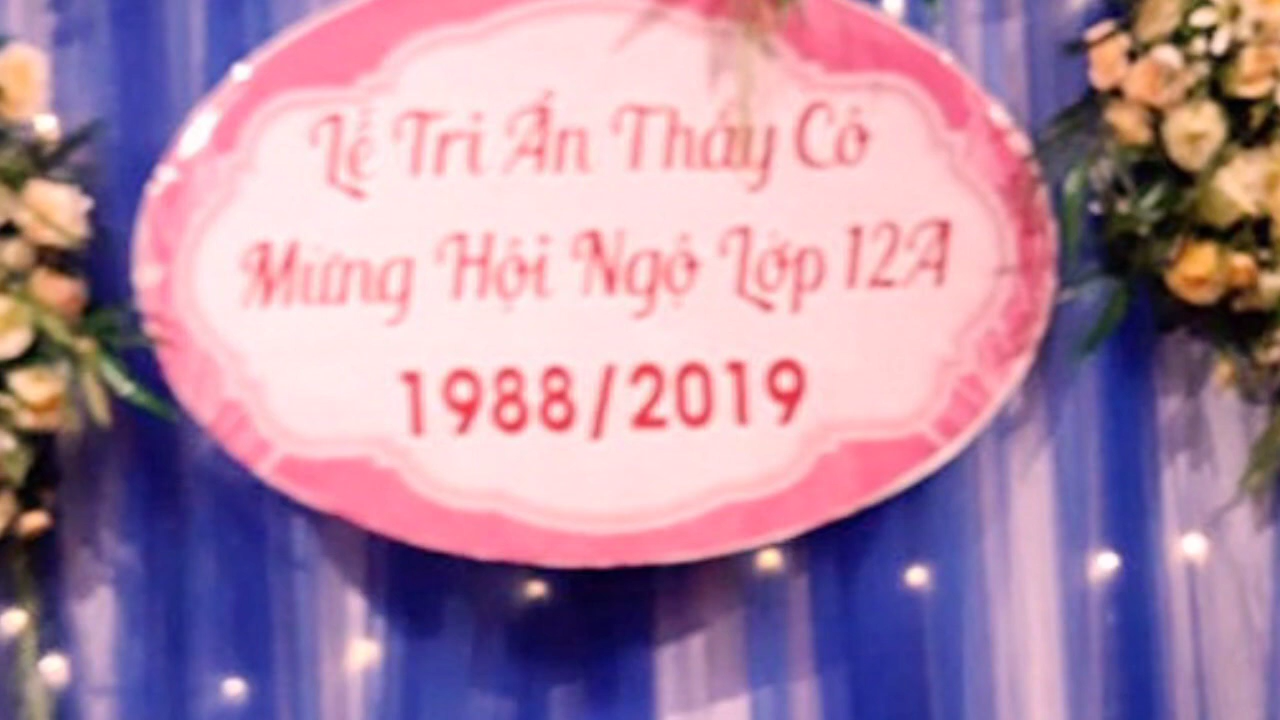 Lễ Tri Ân Thầy Cô
Mừng Hội Ngộ Lớp 12A
1988/2019